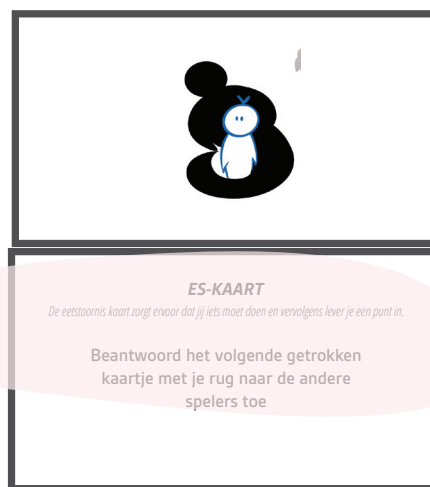 ES-KAART
De eetstoornis kaart zorgt ervoor dat jij iets moet doen en vervolgens lever je een punt in.
Beantwoord het volgende getrokken
kaartje met je rug naar de andere
spelers toe